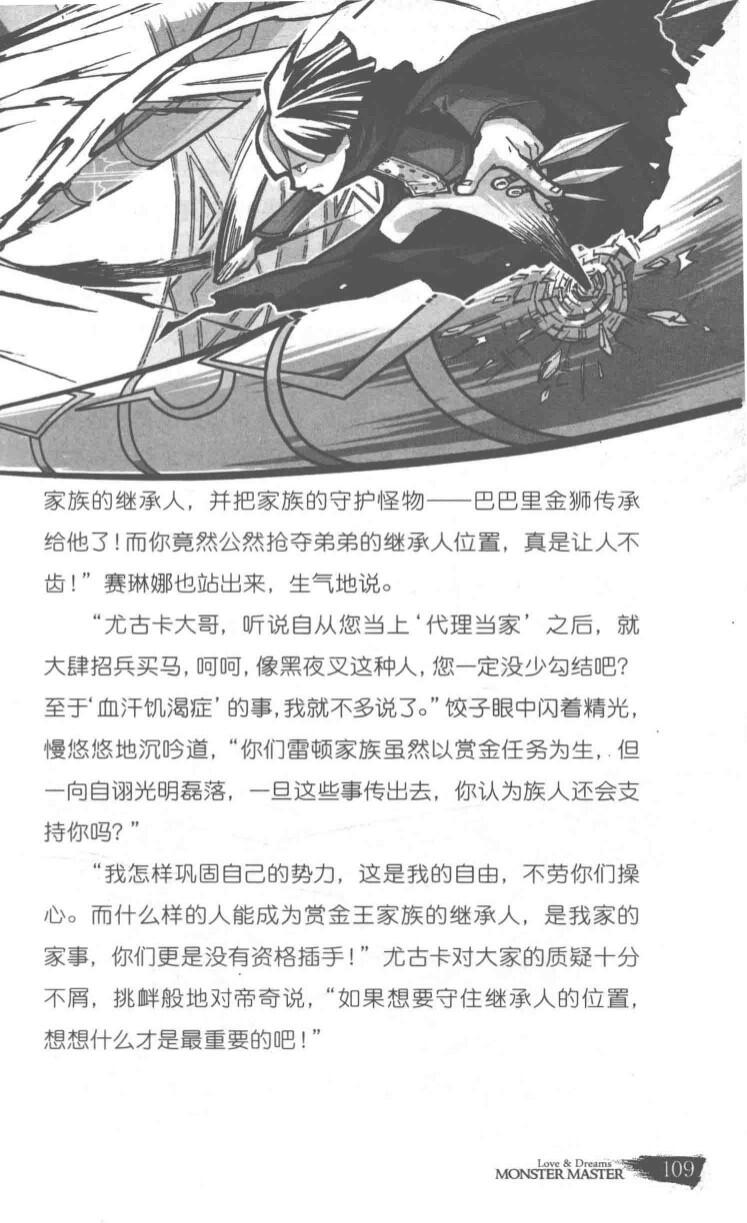 家族的继承人，并把家族的守护怪物——巴巴里金狮传承
给他了！而你竟然公然抢夺弟弟的继承人位置，真是让人不
齿！”赛琳娜也站出来，生气地说。
“尤古卡大哥，听说自从您当上‘代理当家’之后，就
大肆招兵买马，呵呵，像黑夜叉这种人，您一定没少勾结吧？
至于‘血汗饥渴症’的事，我就不多说了。”饺子眼中闪着精光，
慢悠悠地沉吟道，“你们雷顿家族虽然以赏金任务为生，但
一向自诩光明磊落，一旦这些事传出去，你认为族人还会支
持你吗？”
“我怎样巩固自己的势力，这是我的自由，不劳你们操
心。而什么样的人能成为赏金王家族的继承人，是我家的
家事，你们更是没有资格插手！”尤古卡对大家的质疑十分
不屑，挑衅般地对帝奇说，“如果想要守住继承人的位置，
想想什么才是最重要的吧！”
Love & Dreams
MONSTER MASTER 109